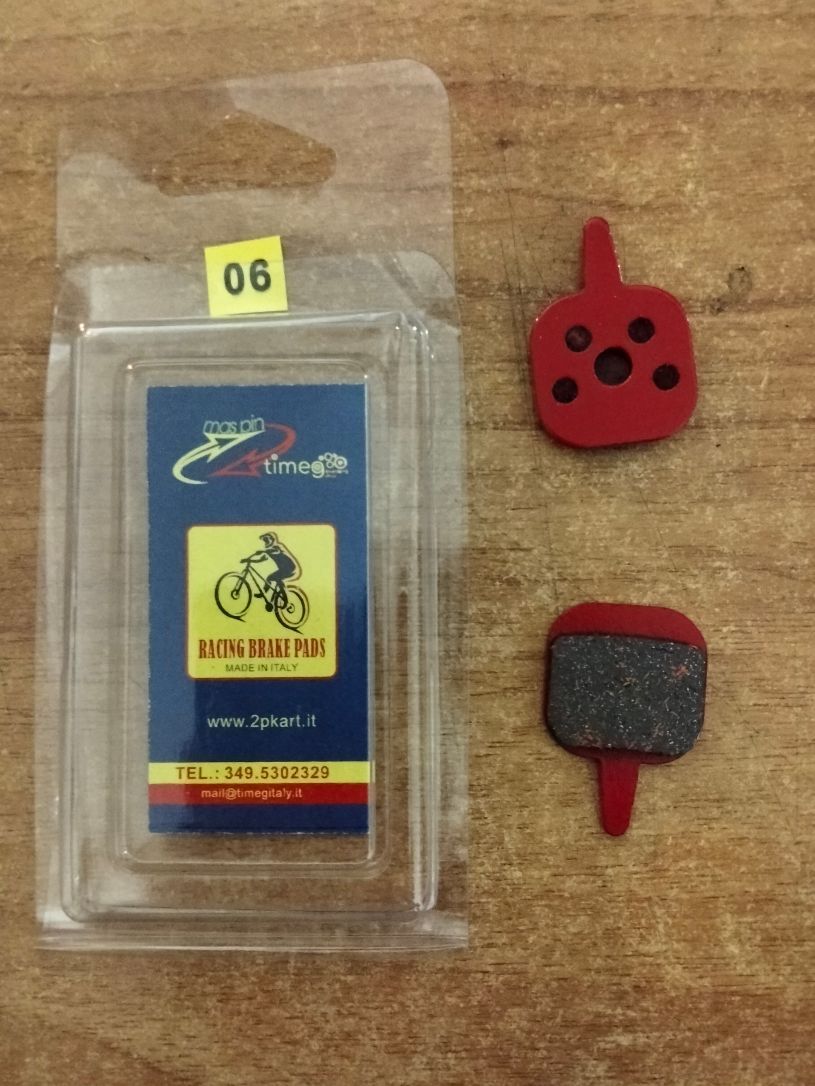 06
mas pin
timeg
RACING BRAKE PADS
MADE IN ITALY
www.2pkart.it
TEL.: 349.5302329
mail@timegitaly.it